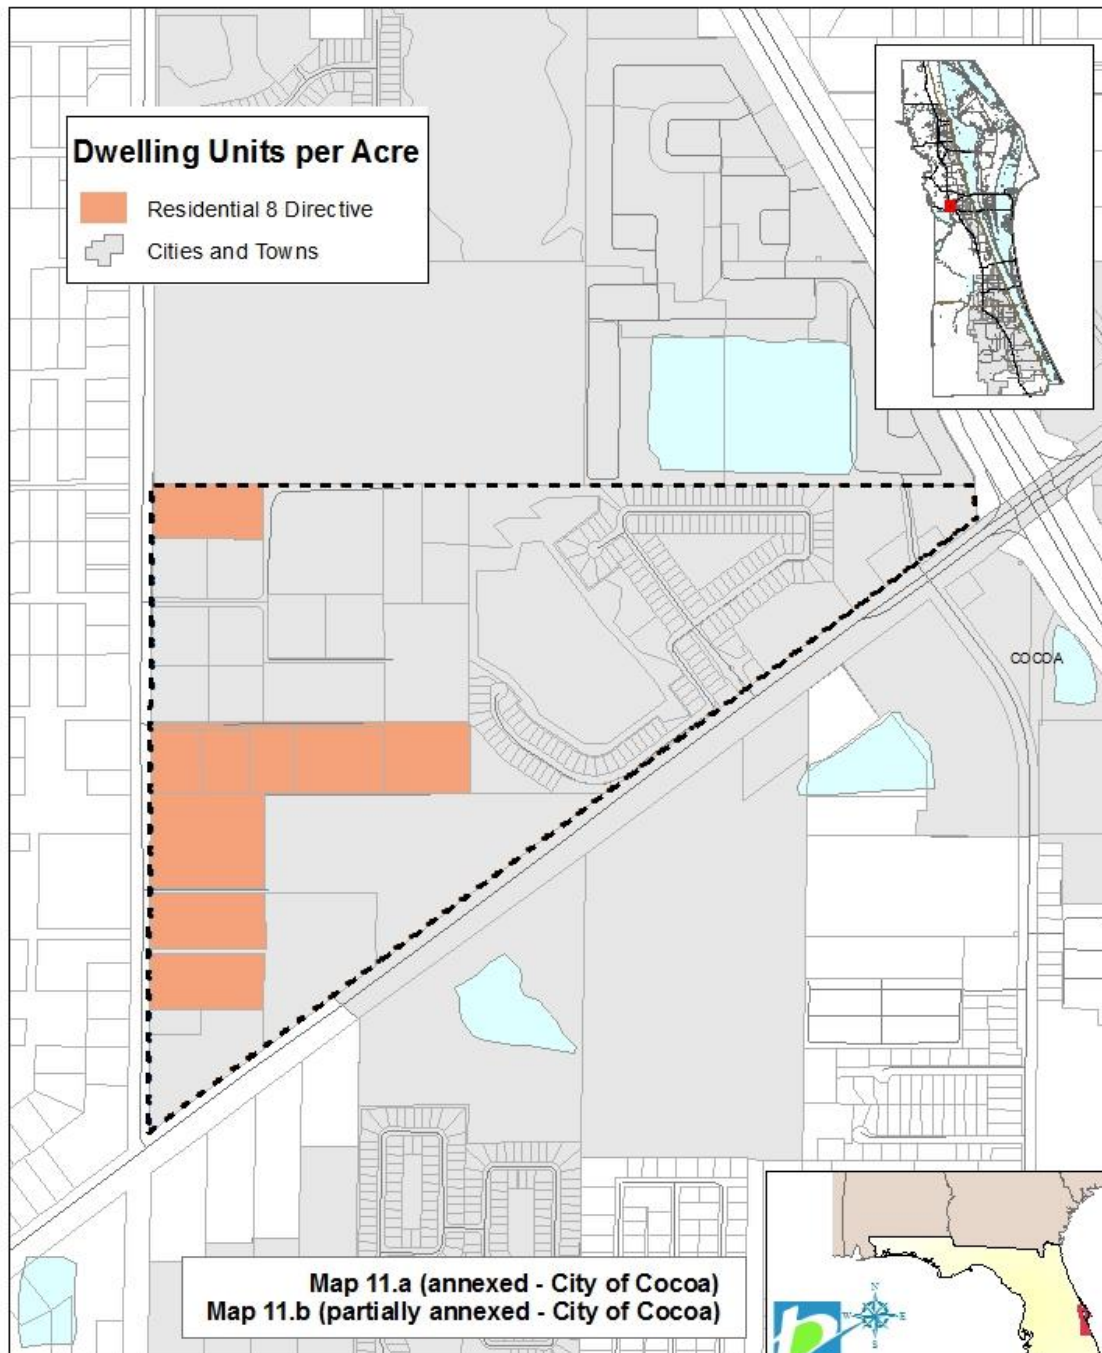 Dwelling Units per Acre
Residential 8 Directive
Cities and Towns
COCOA
Map 11.a (annexed - City of Cocoa)
Map 11.b (partially annexed - City of Cocoa)
N
W E
S